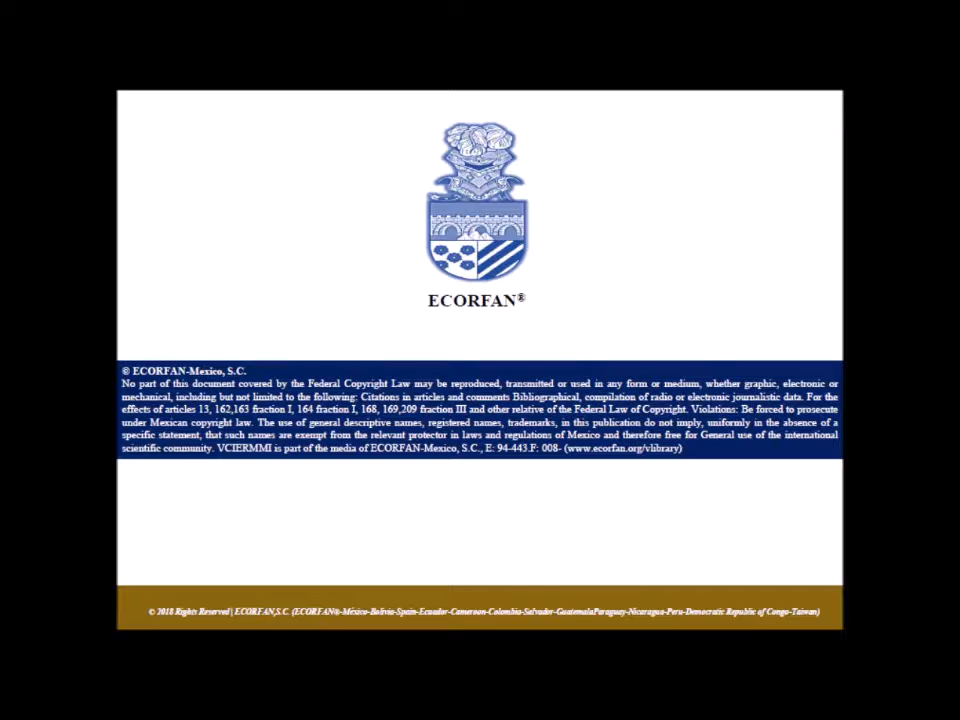 ECORFAN®
© ECORFAN-Mexico, S.C.
No part of this document covered by the Federal Copyright Law may be reproduced, transmitted or used in any form or medium, whether graphic, electronic or
mechanical, including but not limited to the following: Citations in articles and comments Bibliographical, compilation of radio or electronic journalistic data. For the
effects of articles 13, 162,163 fraction I, 164 fraction I, 168, 169,209 fraction III and other relative of the Federal Law of Copyright. Violations: Be forced to prosecute
under Mexican copyright law. The use of general descriptive names, registered names, trademarks, in this publication do not imply, uniformly in the absence of a
specific statement, that such names are exempt from the relevant protector in laws and regulations of Mexico and therefore free for General use of the international
scientific community. VCIERMMI is part of the media of ECORFAN-Mexico, S.C., E: 94-443.F: 008- (www.ecorfan.org/vlibrary)
© 2018 Rights Reserved | ECORFAN,S.C. (ECORFAN®-México-Bolivia-Spain-Ecuador-Cameroon-Colombia-Salvador-GuatemalaParaguay-Nicaragua-Peru-Democratic Republic of Congo-Taiwan)